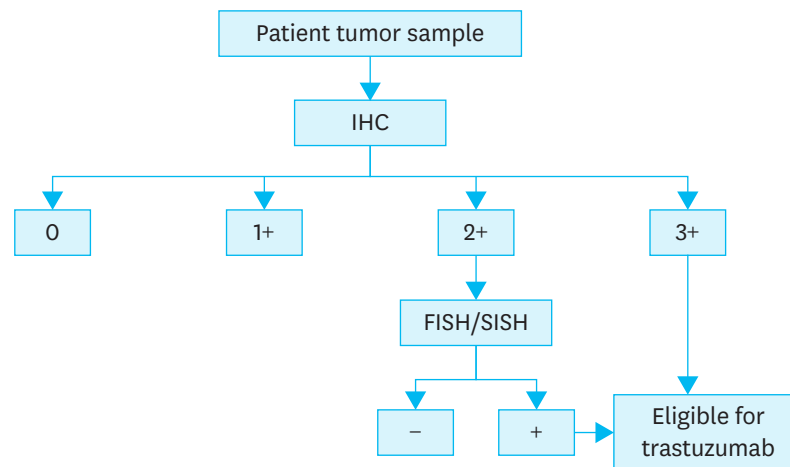 Patient tumor sample
IHC
0
1+
2+
3+
FISH/SISH
−
+
Eligible for
trastuzumab